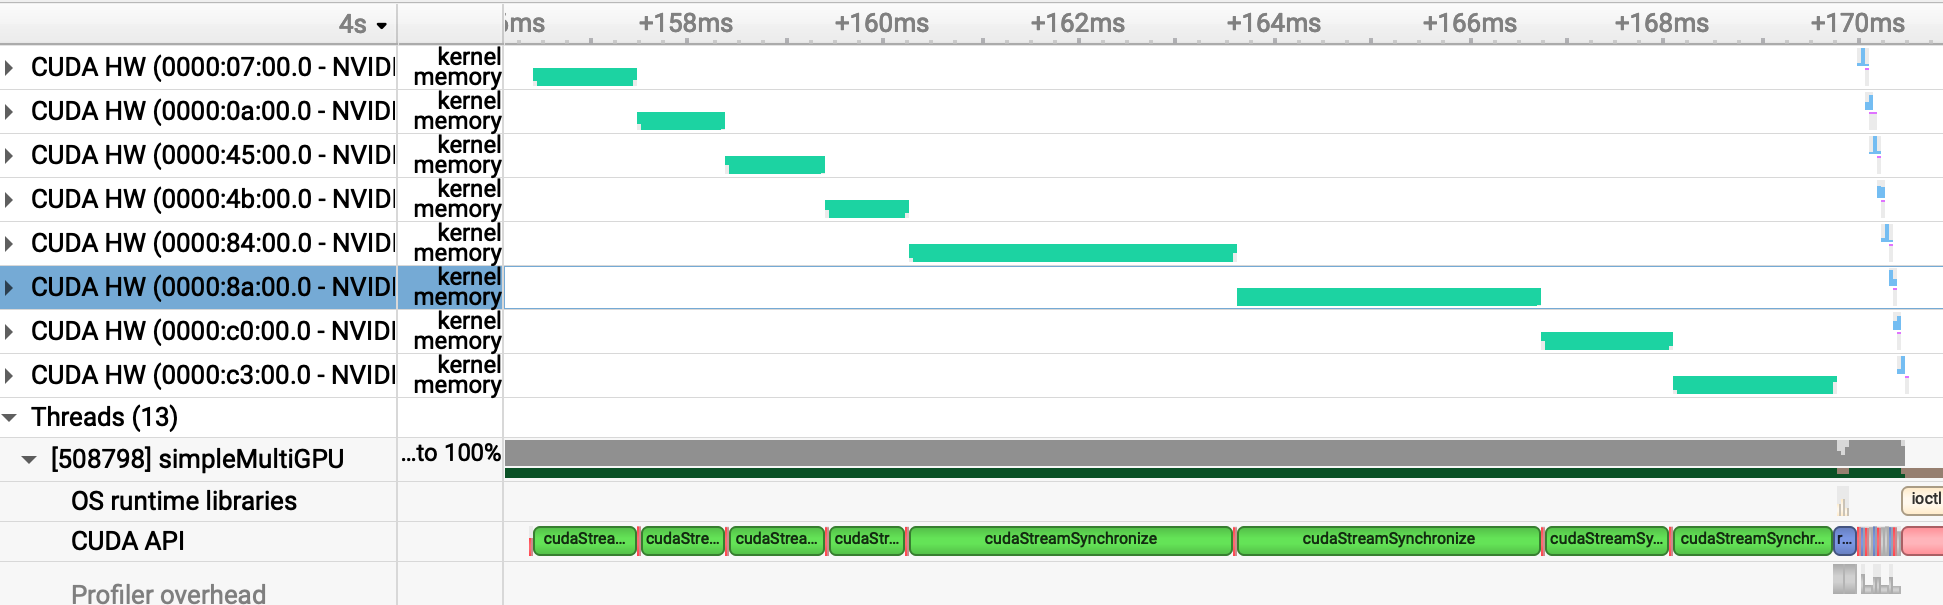 4s ms +158ms +160ms +162ms +164ms +166ms +168ms +170ms
CUDA HW (0000:07:00.0 - NVIDI kernel
memory
CUDA HW (0000:0a:00.0 - NVIDI kernel
memory
CUDA HW (0000:45:00.0 - NVIDI kernel
memory
CUDA HW (0000:4b:00.0 - NVIDI kernel
memory
CUDA HW (0000:84:00.0 - NVIDI kernel
memory
CUDA HW (0000:8a:00.0 - NVIDI kernel
memory
CUDA HW (0000:c0:00.0 - NVIDI kernel
memory
CUDA HW (0000:c3:00.0 - NVIDI kernel
memory
Threads (13)
[508798] simpleMultiGPU ...to 100%
OS runtime libraries ioctl
CUDA API cudaStrea... cudaStre... cudaStrea... cudaStr... cudaStreamSynchronize cudaStreamSynchronize cudaStreamSy... cudaStreamSynchr... r...
Profiler overhead